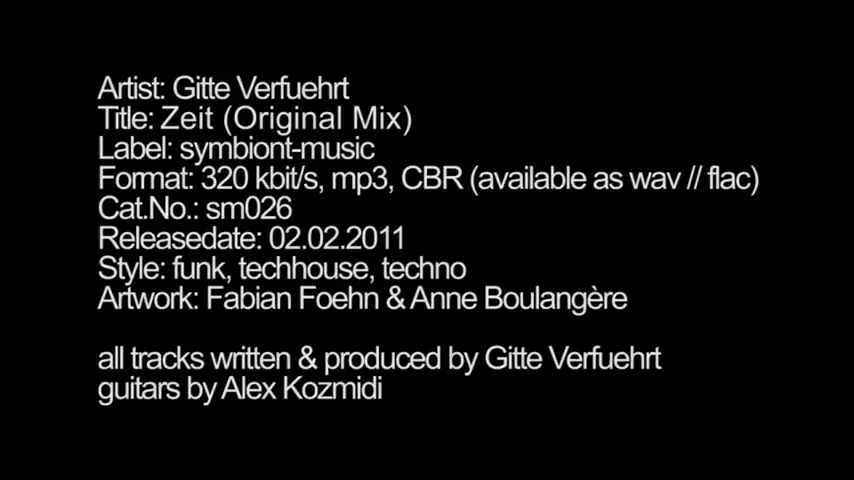 Artist: Gitte Verfuehrt
Title: Zeit (Original Mix)
Label: symbiont-music
Format: 320 kbit/s, mp3, CBR (available as wav // flac)
Cat.No.: sm026
Releasedate: 02.02.2011
Style: funk, techhouse, techno
Artwork: Fabian Foehn & Anne Boulangère
all tracks written & produced by Gitte Verfuehrt
guitars by Alex Kozmidi